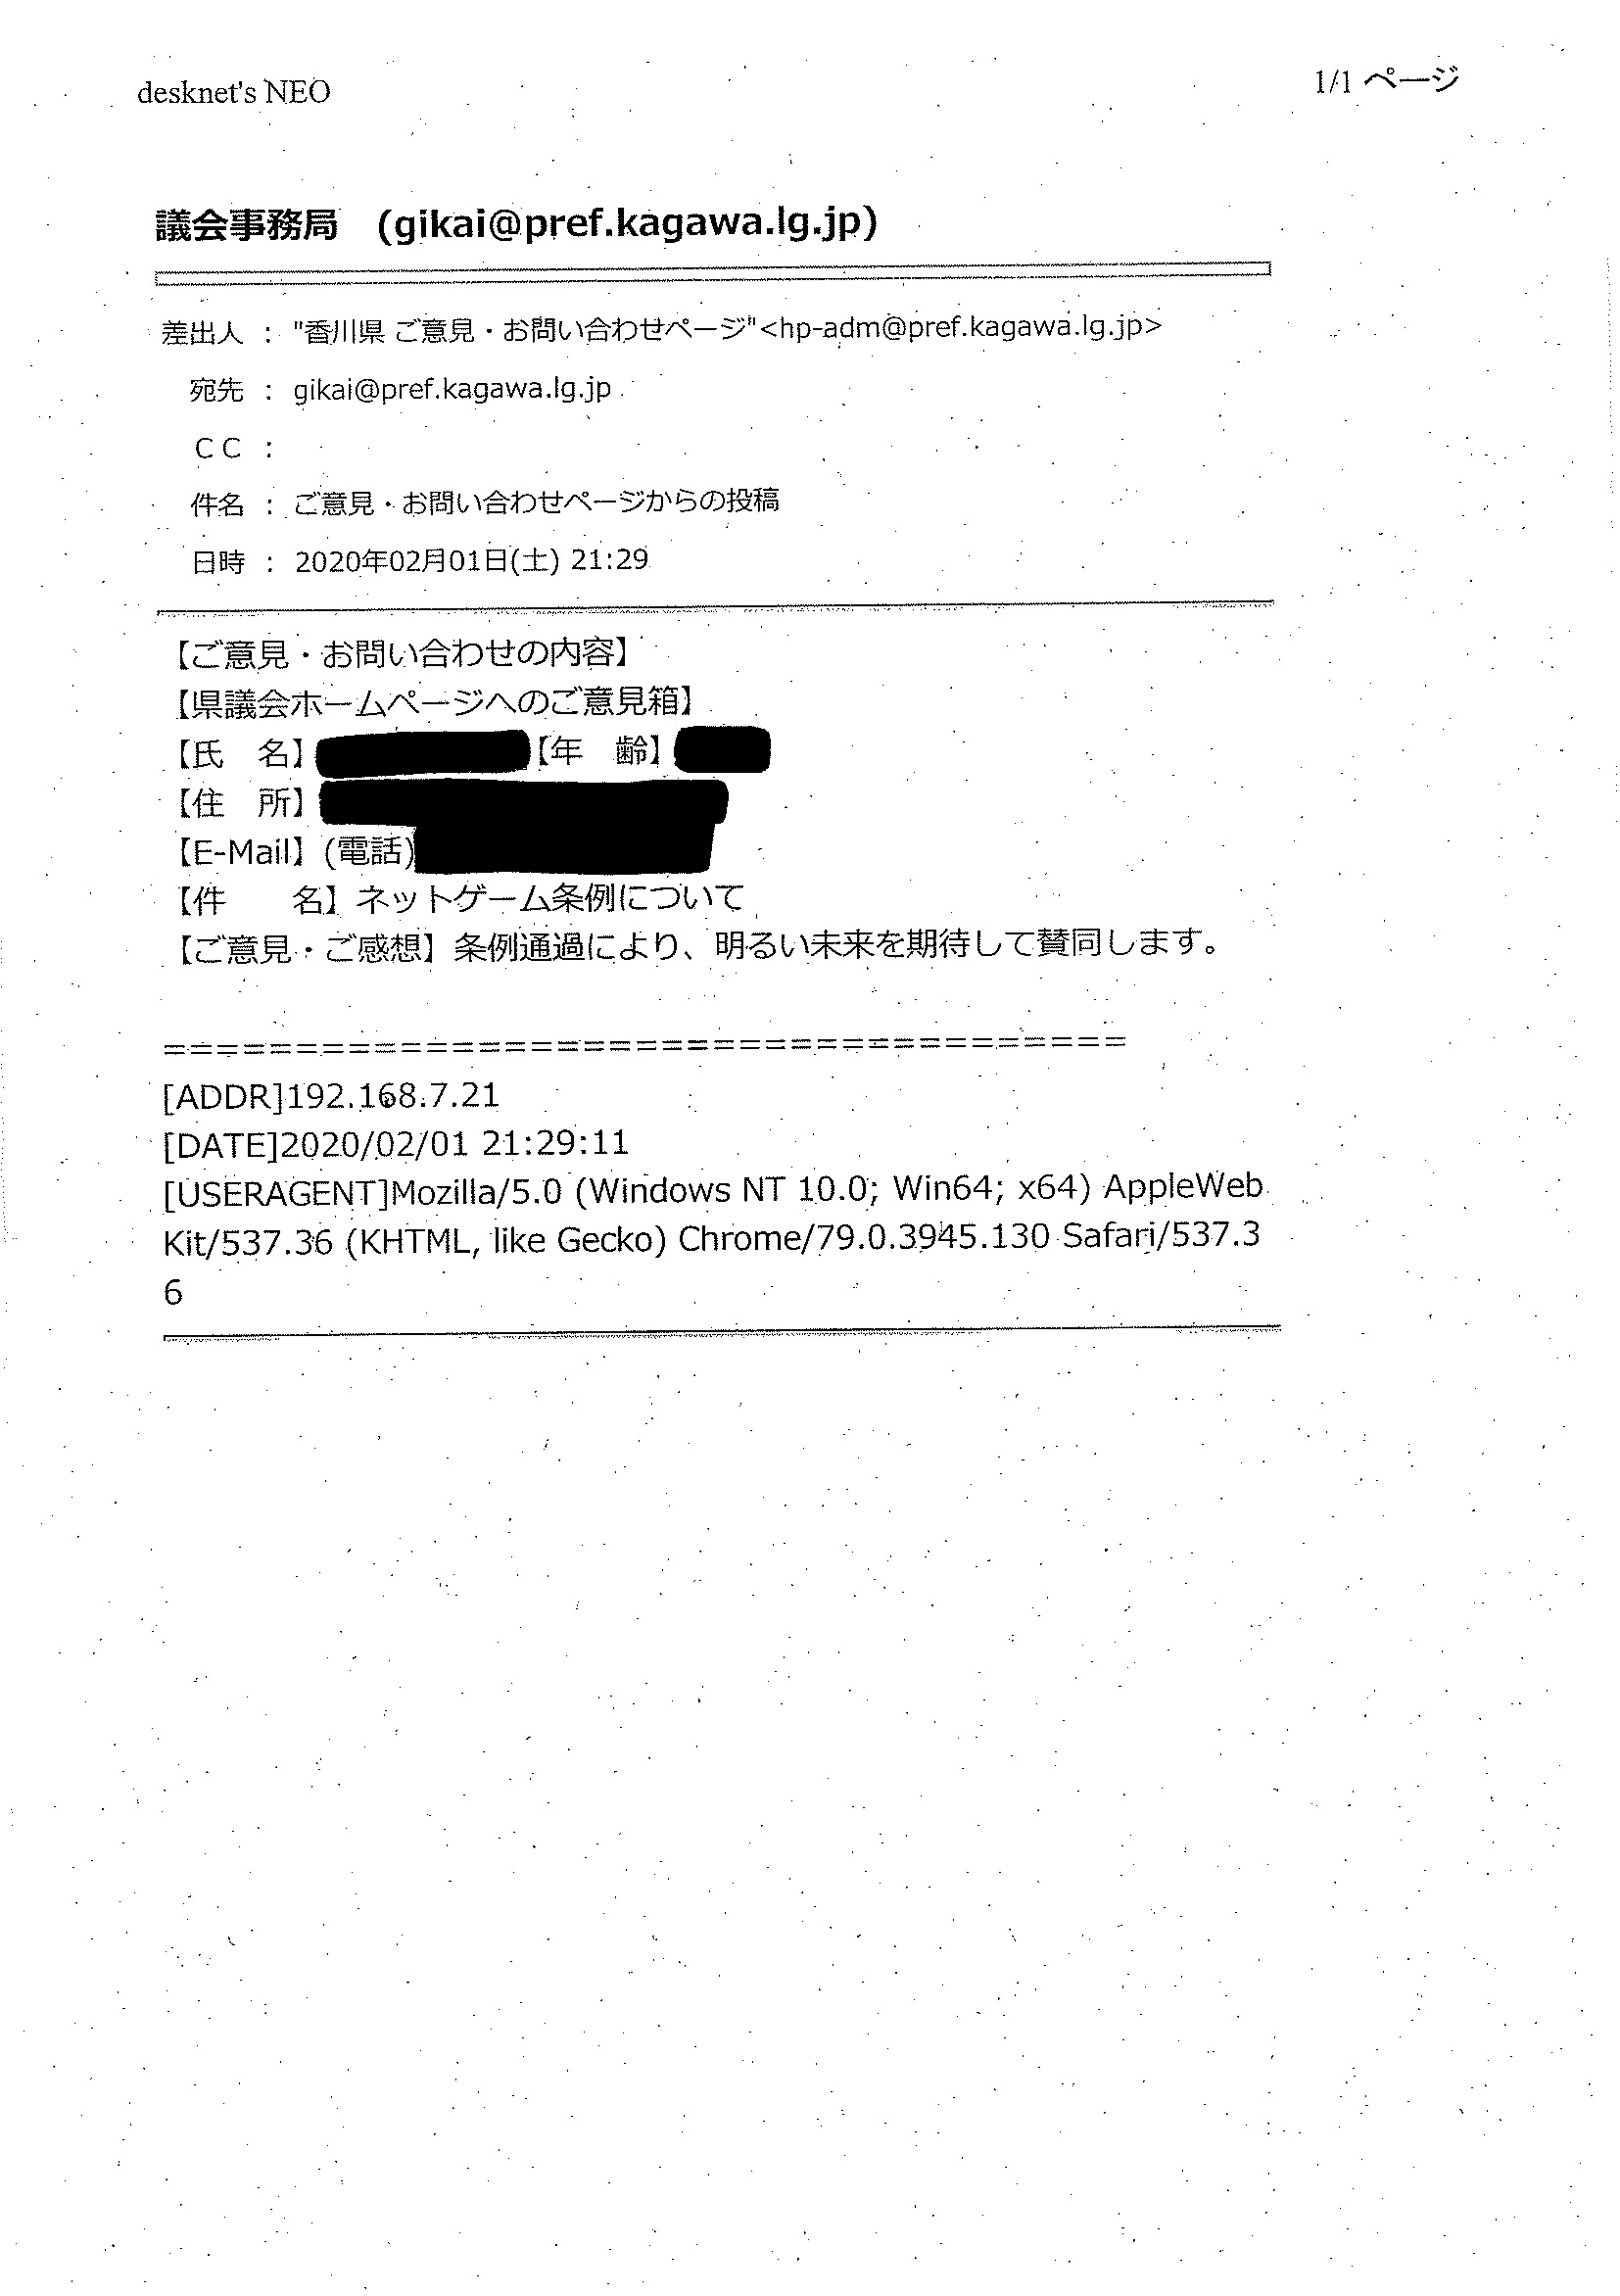 desknet's NEO
1/1 ページ
議会事務局　(gikai@pref.kagawa.lg.jp)
差出人 ： "香川県 ご意見・お問い合わせページ"<hp-adm@pref.kagawa.lg.jp>
宛先 ： gikai@pref.kagawa.lg.jp
ＣＣ ：
件名 ： ご意見・お問い合わせページからの投稿
日時 ： 2020年02月01日(土) 21:29
【ご意見・お問い合わせの内容】
【県議会ホームページへのご意見箱】
【氏　名】【年　齢】
【住　所】
【E-Mail】(電話)
【件　　名】ネットゲーム条例について
【ご意見・ご感想】条例通過により、明るい未来を期待して賛同します。
=====================================
[ADDR]192.168.7.21
[DATE]2020/02/01 21:29:11
[USERAGENT]Mozilla/5.0 (Windows NT 10.0; Win64; x64) AppleWeb
Kit/537.36 (KHTML, like Gecko) Chrome/79.0.3945.130 Safari/537.3
6